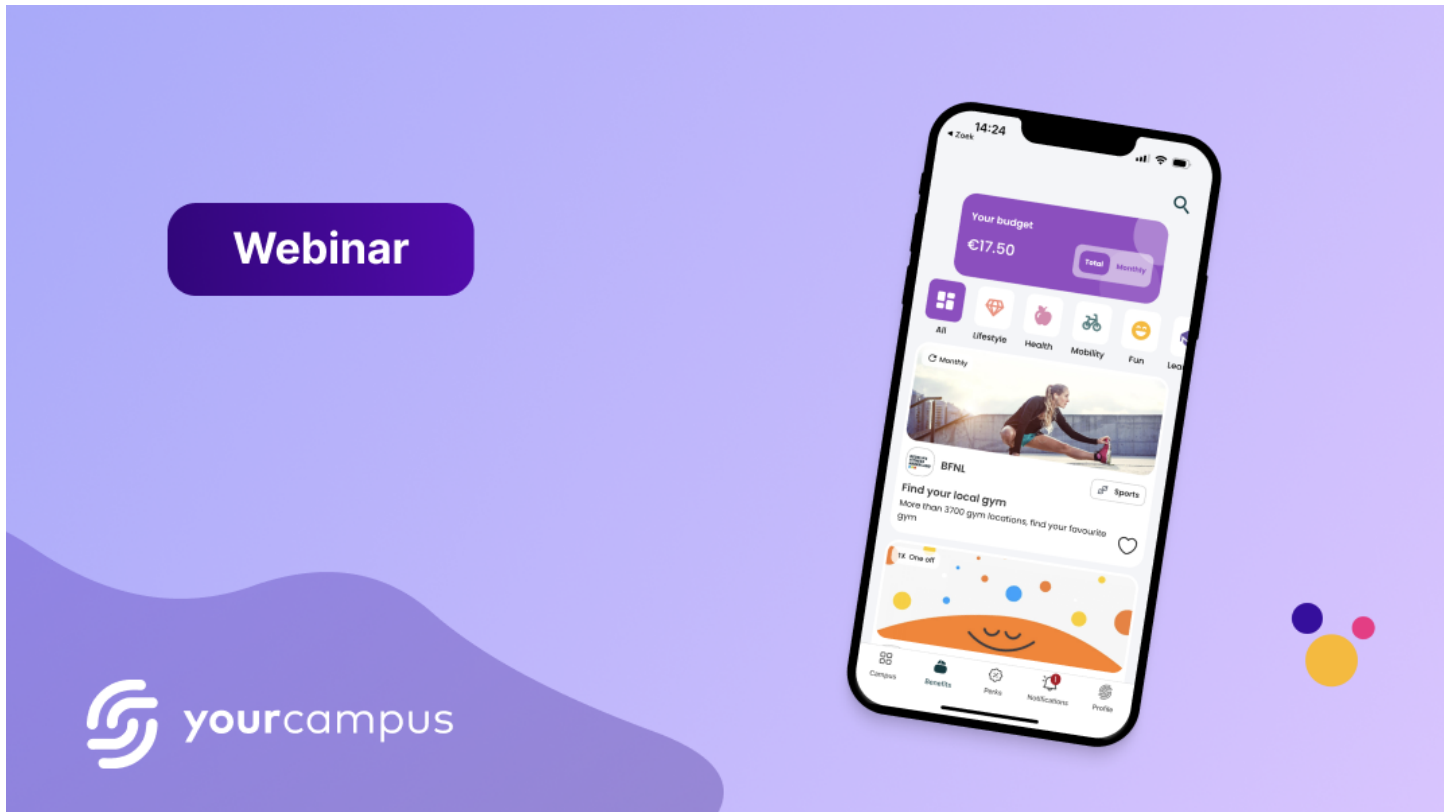 Webinar
yourcampus
14:24
Zoek
Your budget
€17.50
Total Monthly
All Lifestyle Health Mobility Fun
Monthly
BFNL
Sports
Find your local gym
More than 3700 gym locations, find your favourite
gym
1X One off
Campus Benefits Perks Notifications Profile
1